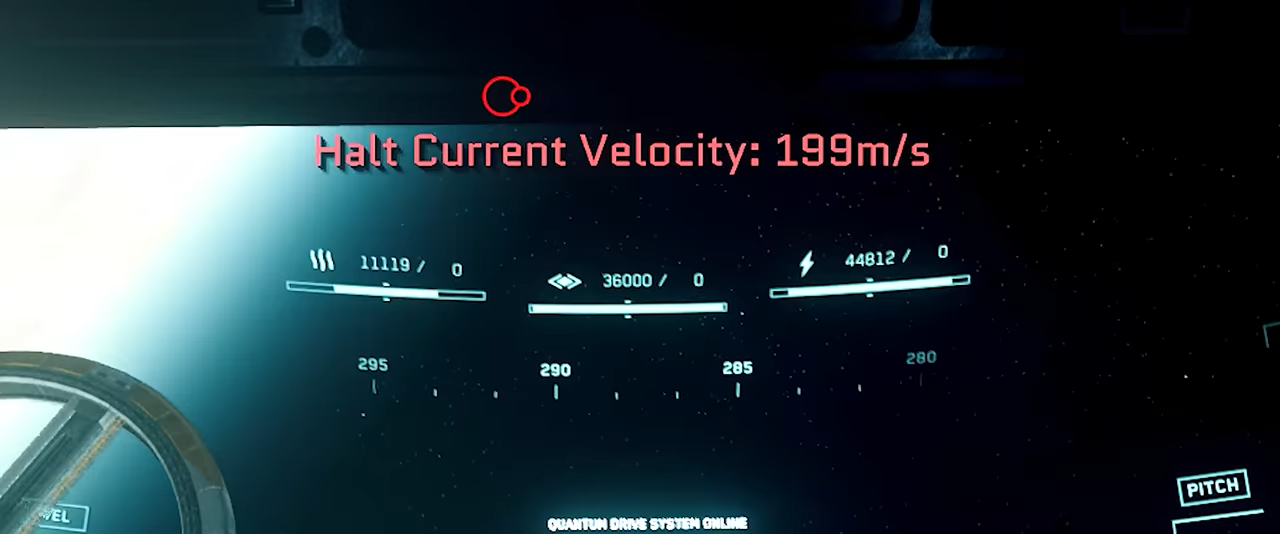 Halt Current Velocity: 199m/s
11119 / 0
36000 / 0
44812 / 0
295 290 285 280
PITCH
QUANTUM DRIVE SYSTEM ONLINE